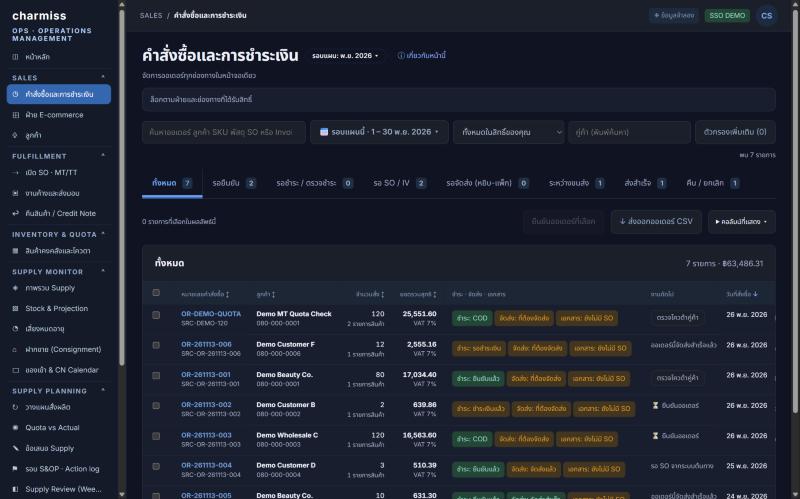 charmiss
OPS · OPERATIONS
MANAGEMENT
หน้าหลัก
SALES
คำสั่งซื้อและการชำระเงิน
ฝ่าย E-commerce
ลูกค้า
FULFILLMENT
เปิด SO · MT/TT
งานค้างและส่งมอบ
คืนสินค้า / Credit Note
INVENTORY & QUOTA
สินค้าคงคลังและโควตา
SUPPLY MONITOR
ภาพรวม Supply
Stock & Projection
เสี่ยงหมดอายุ
ฝากขาย (Consignment)
ของเข้า & CN Calendar
SUPPLY PLANNING
วางแผนสั่งผลิต
Quota vs Actual
ข้อเสนอ Supply
รอบ S&OP · Action log
Supply Review (Wee...
SALES / คำสั่งซื้อและการชำระเงิน
ข้อมูลจำลอง
SSO DEMO
CS
คำสั่งซื้อและการชำระเงิน
รอบแผน: พ.ย. 2026
เกี่ยวกับหน้านี้
จัดการออเดอร์ทุกช่องทางในหน้าจอเดียว
ล็อกตามฝ่ายและช่องทางที่ได้รับสิทธิ์
ค้นหาออเดอร์ ลูกค้า SKU พัสดุ SO หรือ Invoi
รอบแผนนี้ · 1 – 30 พ.ย. 2026
ทั้งหมดในสิทธิ์ของคุณ
คู่ค้า (พิมพ์ค้นหา)
ตัวกรองเพิ่มเติม (0)
พบ 7 รายการ
ทั้งหมด 7
รอยืนยัน 2
รอชำระ / ตรวจชำระ 0
รอ SO / IV 2
รอจัดส่ง (หยิบ-แพ็ก) 0
ระหว่างขนส่ง 1
ส่งสำเร็จ 1
คืน / ยกเลิก 1
0 รายการที่เลือกในผลลัพธ์นี้
ยืนยันออเดอร์ที่เลือก
↓ ส่งออกออเดอร์ CSV
คอลัมน์ที่แสดง
ทั้งหมด
7 รายการ · ฿63,486.31
หมายเลขคำสั่งซื้อ ลูกค้า จำนวนสั่ง ยอดรวมสุทธิ ชำระ · จัดส่ง · เอกสาร งานถัดไป วันที่สั่งซื้อ ↓
OR-DEMO-QUOTA Demo MT Quota Check 120 25,551.60 ชำระ: COD จัดส่ง: ที่ต้องจัดส่ง เอกสาร: ยังไม่มี SO ตรวจโควต้าคู่ค้า 26 พ.ย. 2026
SRC-DEMO-120 080-000-0001 2 รายการสินค้า VAT 7%
OR-261113-006 Demo Customer F 12 2,555.16 ชำระ: รอชำระเงิน จัดส่ง: ที่ต้องจัดส่ง เอกสาร: ยังไม่มี SO ออเดอร์นี้จัดส่งสำเร็จแล้ว 26 พ.ย. 2026
SRC-OR-261113-006 080-000-0006 1 รายการสินค้า VAT 7%
OR-261113-001 Demo Beauty Co. 80 17,034.40 ชำระ: ยืนยันแล้ว จัดส่ง: ที่ต้องจัดส่ง เอกสาร: ยังไม่มี SO ตรวจโควต้าคู่ค้า 26 พ.ย. 2026
SRC-OR-261113-001 080-000-0001 1 รายการสินค้า VAT 7%
OR-261113-002 Demo Customer B 2 639.86 ชำระ: ชำระเงินแล้ว จัดส่ง: ที่ต้องจัดส่ง เอกสาร: ยังไม่มี SO ยืนยันออเดอร์ 26 พ.ย. 2026
SRC-OR-261113-002 080-000-0002 1 รายการสินค้า VAT 7%
OR-261113-003 Demo Wholesale C 120 16,563.60 ชำระ: COD จัดส่ง: ที่ต้องจัดส่ง เอกสาร: ยังไม่มี SO ยืนยันออเดอร์ 26 พ.ย. 2026
SRC-OR-261113-003 080-000-0003 1 รายการสินค้า VAT 7%
OR-261113-004 Demo Customer D 3 510.39 ชำระ: ยืนยันแล้ว จัดส่ง: จัดส่งแล้ว เอกสาร: ยังไม่มี SO รอ SO จากระบบต้นทาง 25 พ.ย. 2026
SRC-OR-261113-004 080-000-0004 1 รายการสินค้า VAT 7%
OR-261113-005 Demo Beauty Co. 10 631.30 ออเดอร์นี้จัดส่งสำเร็จแล้ว 24 พ.ย. 2026